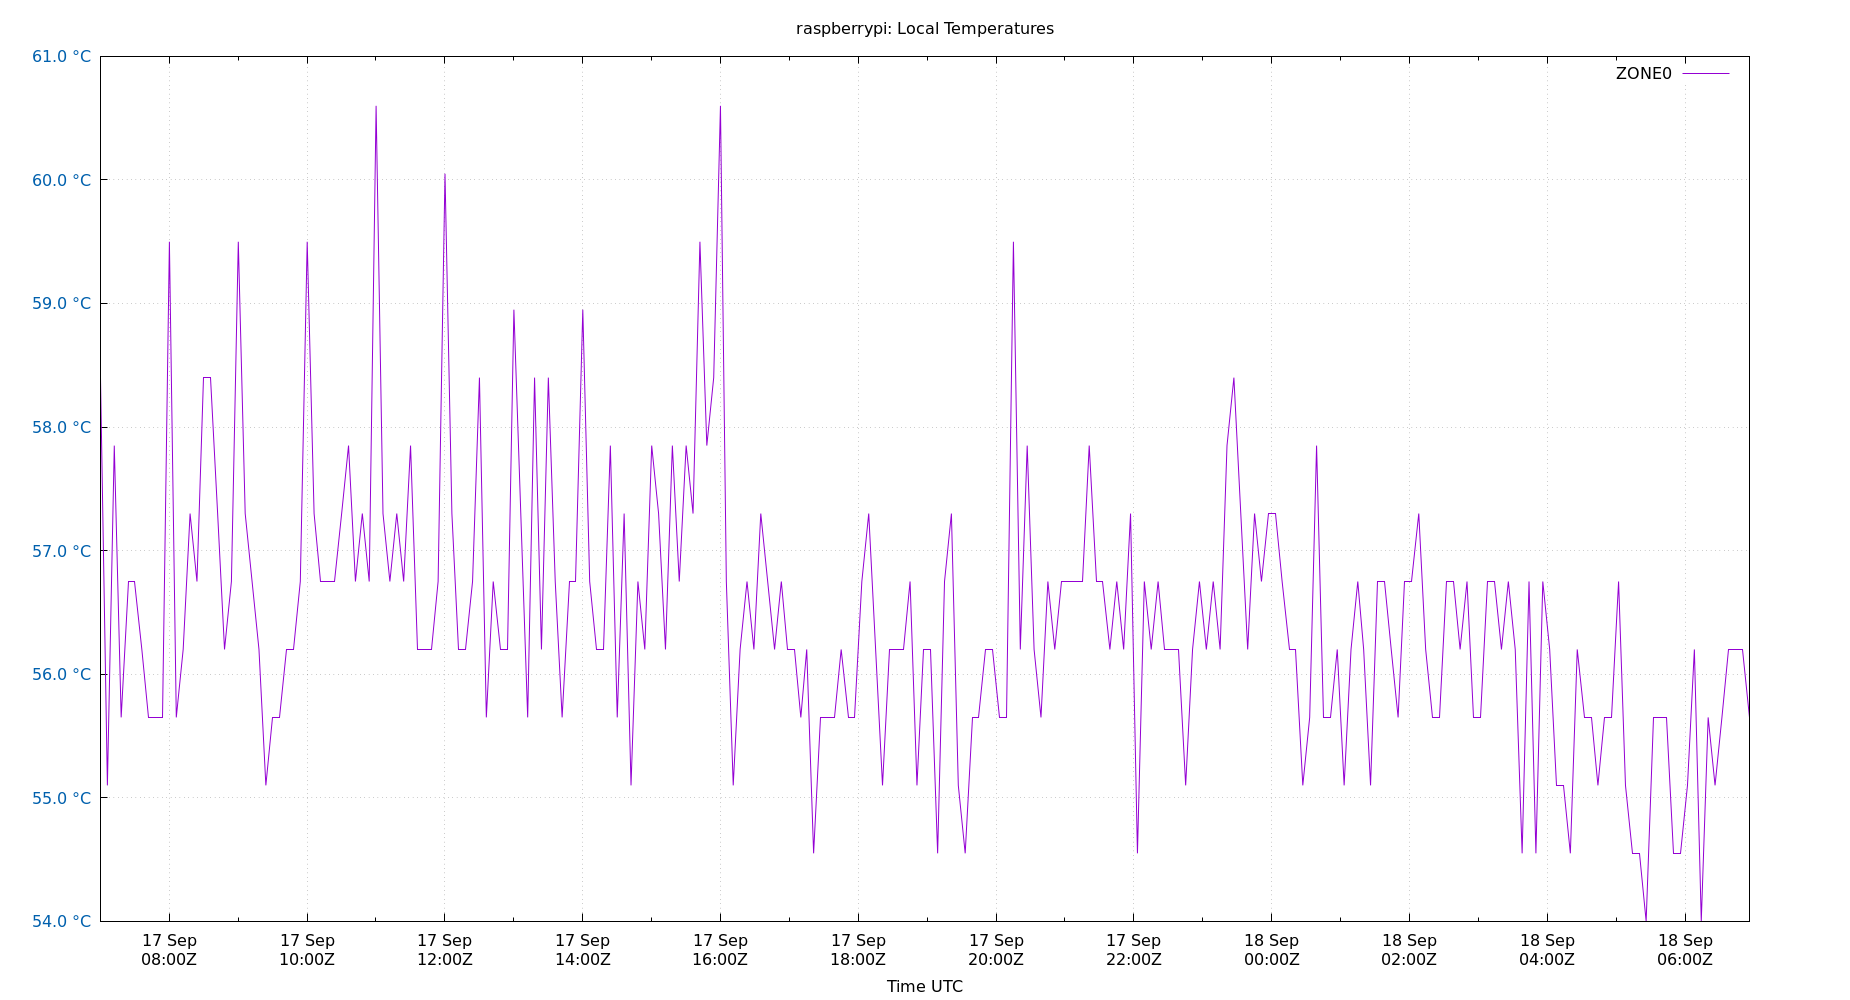 raspberrypi: Local Temperatures
61.0 °C
ZONE0
60.0 °C
59.0 °C
58.0 °C
57.0 °C
56.0 °C
55.0 °C
54.0 °C
17 Sep 17 Sep 17 Sep 17 Sep 17 Sep 17 Sep 17 Sep 17 Sep 18 Sep 18 Sep 18 Sep 18 Sep
08:00Z 10:00Z 12:00Z 14:00Z 16:00Z 18:00Z 20:00Z 22:00Z 00:00Z 02:00Z 04:00Z 06:00Z
Time UTC